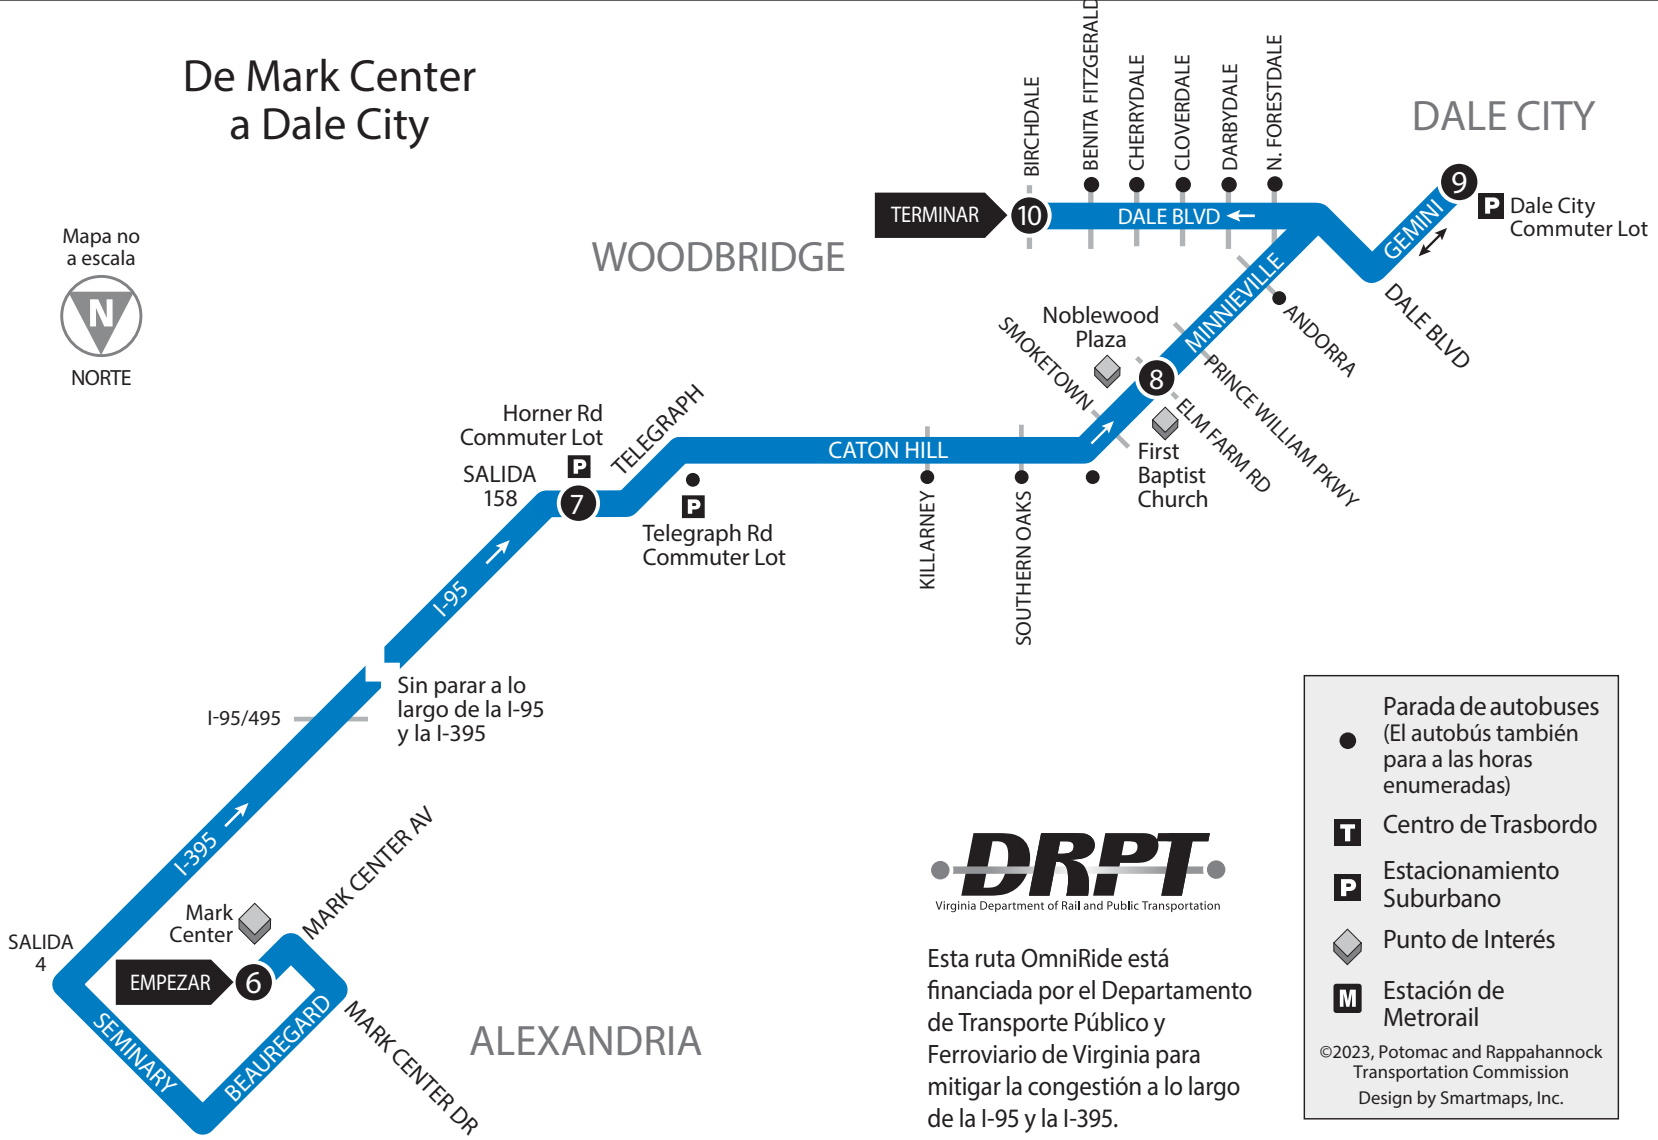 De Mark Center
a Dale City
Mapa no
a escala
N
NORTE
WOODBRIDGE
DALE CITY
BIRCHDALE
BENITA FITZGERALD
CHERRYDALE
CLOVERDALE
DARBYDALE
N. FORESTDALE
TERMINAR
10
DALE BLVD
9
P
Dale City
Commuter Lot
GEMINI
DALE BLVD
MINNIEVILLE
ANDORRA
Noblewood
Plaza
SMOKETOWN
8
PRINCE WILLIAM PKWY
ELM FARM RD
First
Baptist
Church
Horner Rd
Commuter Lot
P
SALIDA
158
7
TELEGRAPH
CATON HILL
P
Telegraph Rd
Commuter Lot
KILLARNEY
SOUTHERN OAKS
I-95
Sin parar a lo
largo de la I-95
y la I-395
I-95/495
I-395
MARK CENTER AV
Mark
Center
SALIDA
4
EMPEZAR
6
SEMINARY
BEAUREGARD
MARK CENTER DR
ALEXANDRIA
DRPT
Virginia Department of Rail and Public Transportation
Esta ruta OmniRide está
financiada por el Departamento
de Transporte Público y
Ferroviario de Virginia para
mitigar la congestión a lo largo
de la I-95 y la I-395.
Parada de autobuses
(El autobús también
para a las horas
enumeradas)
T
Centro de Trasbordo
P
Estacionamiento
Suburbano
Punto de Interés
M
Estación de
Metrorail
©2023, Potomac and Rappahannock
Transportation Commission
Design by Smartmaps, Inc.